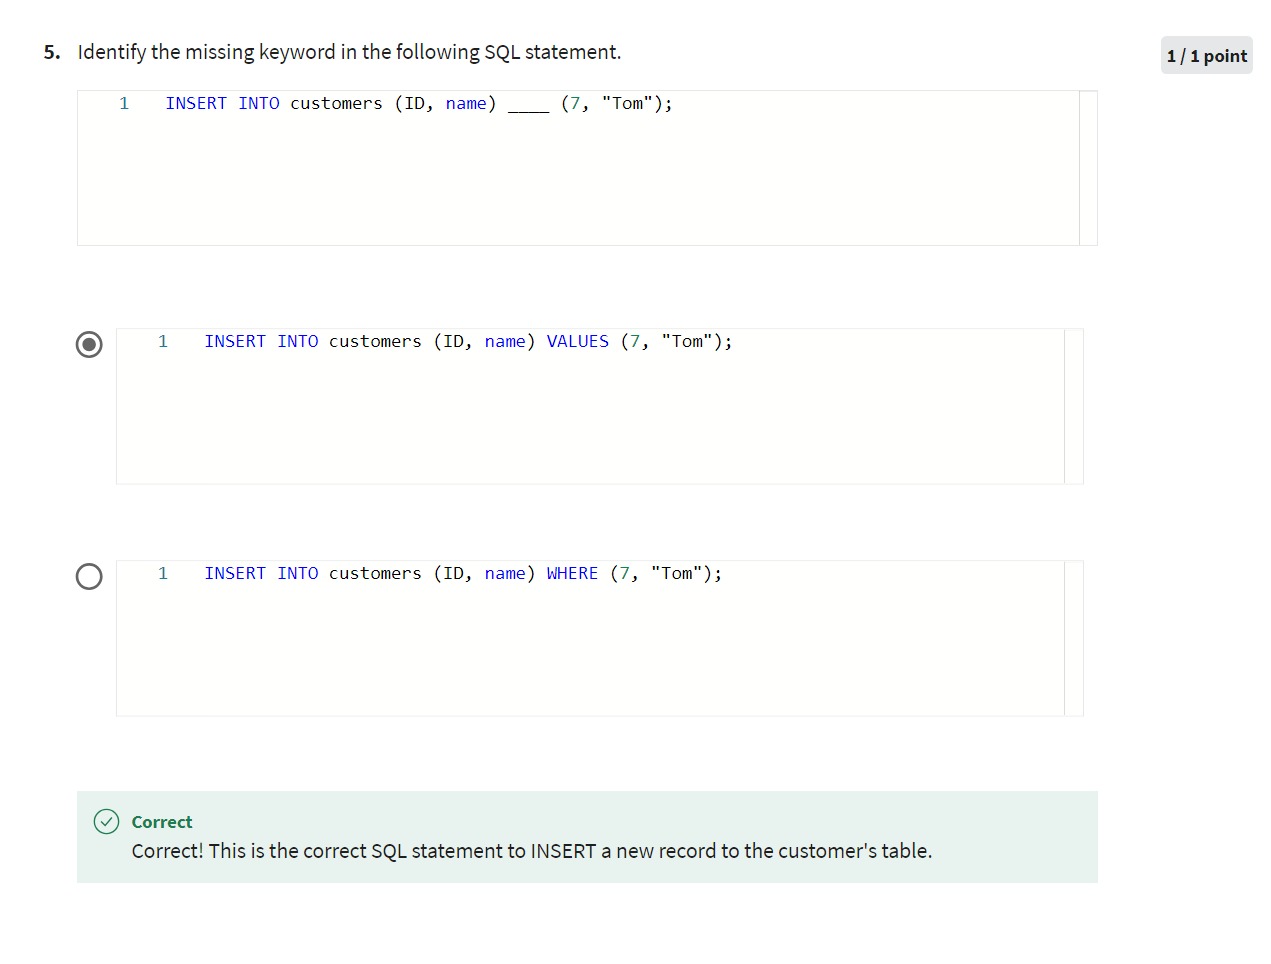 5. Identify the missing keyword in the following SQL statement.
1 / 1 point
1 INSERT INTO customers (ID, name) ____ (7, "Tom");
1 INSERT INTO customers (ID, name) VALUES (7, "Tom");
1 INSERT INTO customers (ID, name) WHERE (7, "Tom");
Correct
Correct! This is the correct SQL statement to INSERT a new record to the customer's table.